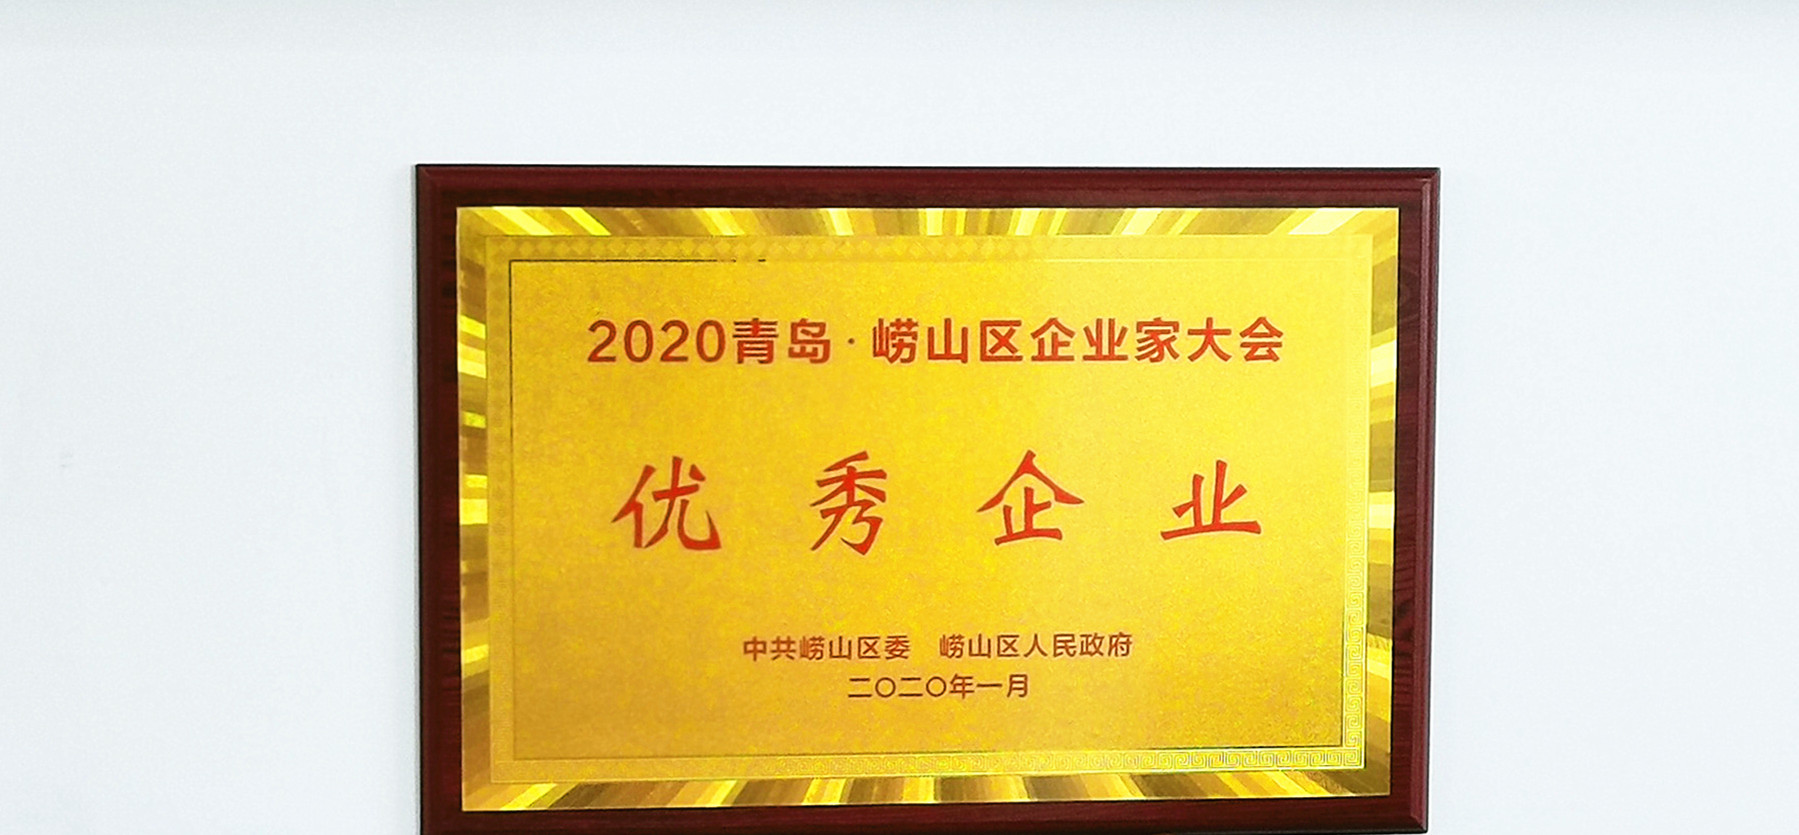 2020青岛·崂山区企业家大会
优秀企业
中共崂山区委 崂山区人民政府
二〇二〇年一月